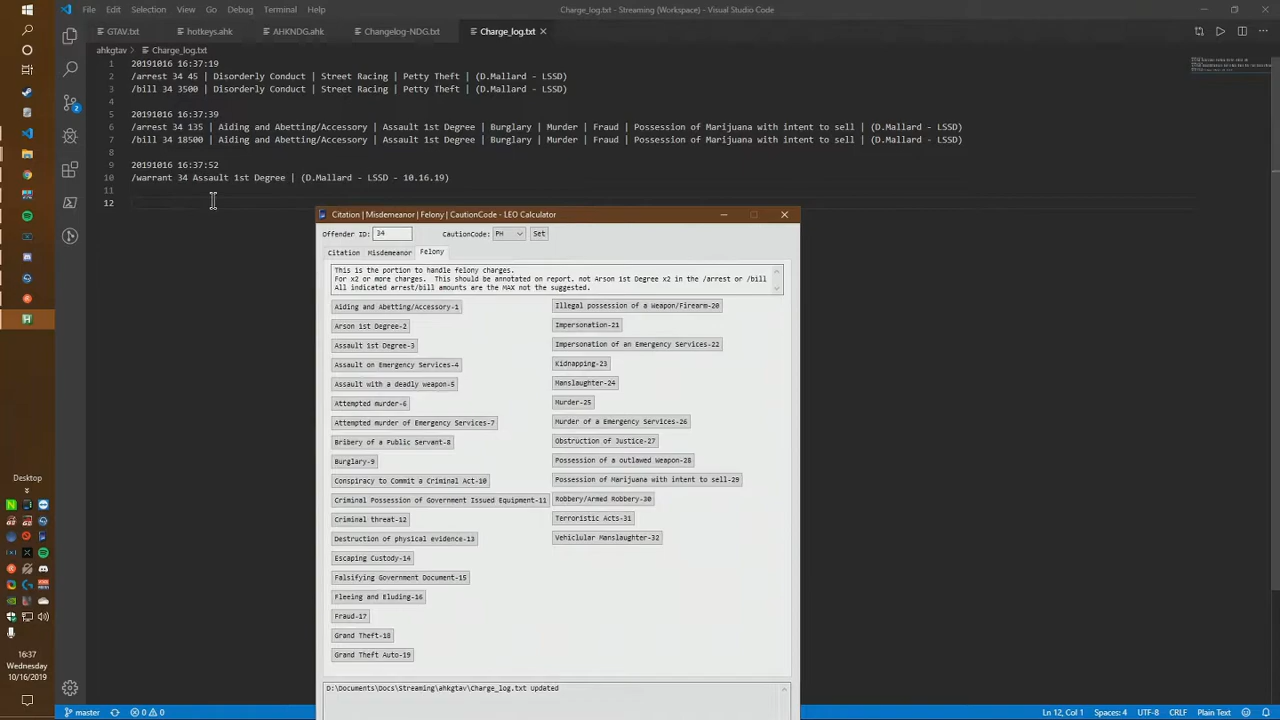 File Edit Selection View Go Debug Terminal Help
Charge_log.txt - Streaming (Workspace) - Visual Studio Code
GTAV.txt hotkeys.ahk AHKNDG.ahk Changelog-NDG.txt Charge_log.txt
ahkgtav > Charge_log.txt
1 20191016 16:37:19
2 /arrest 34 45 | Disorderly Conduct | Street Racing | Petty Theft | (D.Mallard - LSSD)
3 /bill 34 3500 | Disorderly Conduct | Street Racing | Petty Theft | (D.Mallard - LSSD)
4
5 20191016 16:37:39
6 /arrest 34 135 | Aiding and Abetting/Accessory | Assault 1st Degree | Burglary | Murder | Fraud | Possession of Marijuana with intent to sell | (D.Mallard - LSSD)
7 /bill 34 18500 | Aiding and Abetting/Accessory | Assault 1st Degree | Burglary | Murder | Fraud | Possession of Marijuana with intent to sell | (D.Mallard - LSSD)
8
9 20191016 16:37:52
10 /warrant 34 Assault 1st Degree | (D.Mallard - LSSD - 10.16.19)
11
12
Citation | Misdemeanor | Felony | CautionCode - LEO Calculator
Offender ID: 34 CautionCode: PH Set
Citation Misdemeanor Felony
This is the portion to handle felony charges.
For x2 or more charges. This should be annotated on report. not Arson 1st Degree x2 in the /arrest or /bill
All indicated arrest/bill amounts are the MAX not the suggested.
Aiding and Abetting/Accessory-1
Arson 1st Degree-2
Assault 1st Degree-3
Assault on Emergency Services-4
Assault with a deadly weapon-5
Attempted murder-6
Attempted murder of Emergency Services-7
Bribery of a Public Servant-8
Burglary-9
Conspiracy to Commit a Criminal Act-10
Criminal Possession of Government Issued Equipment-11
Criminal threat-12
Destruction of physical evidence-13
Escaping Custody-14
Falsifying Government Document-15
Fleeing and Eluding-16
Fraud-17
Grand Theft-18
Grand Theft Auto-19
Illegal possession of a Weapon/Firearm-20
Impersonation-21
Impersonation of an Emergency Services-22
Kidnapping-23
Manslaughter-24
Murder-25
Murder of a Emergency Services-26
Obstruction of Justice-27
Possession of a outlawed Weapon-28
Possession of Marijuana with intent to sell-29
Robbery/Armed Robbery-30
Terroristic Acts-31
Vehiclular Manslaughter-32
D:\Documents\Docs\Streaming\ahkgtav\Charge_log.txt Updated
2
Desktop
16:37
Wednesday
10/16/2019
master 0 0 Ln 12, Col 1 Spaces: 4 UTF-8 CRLF Plain Text